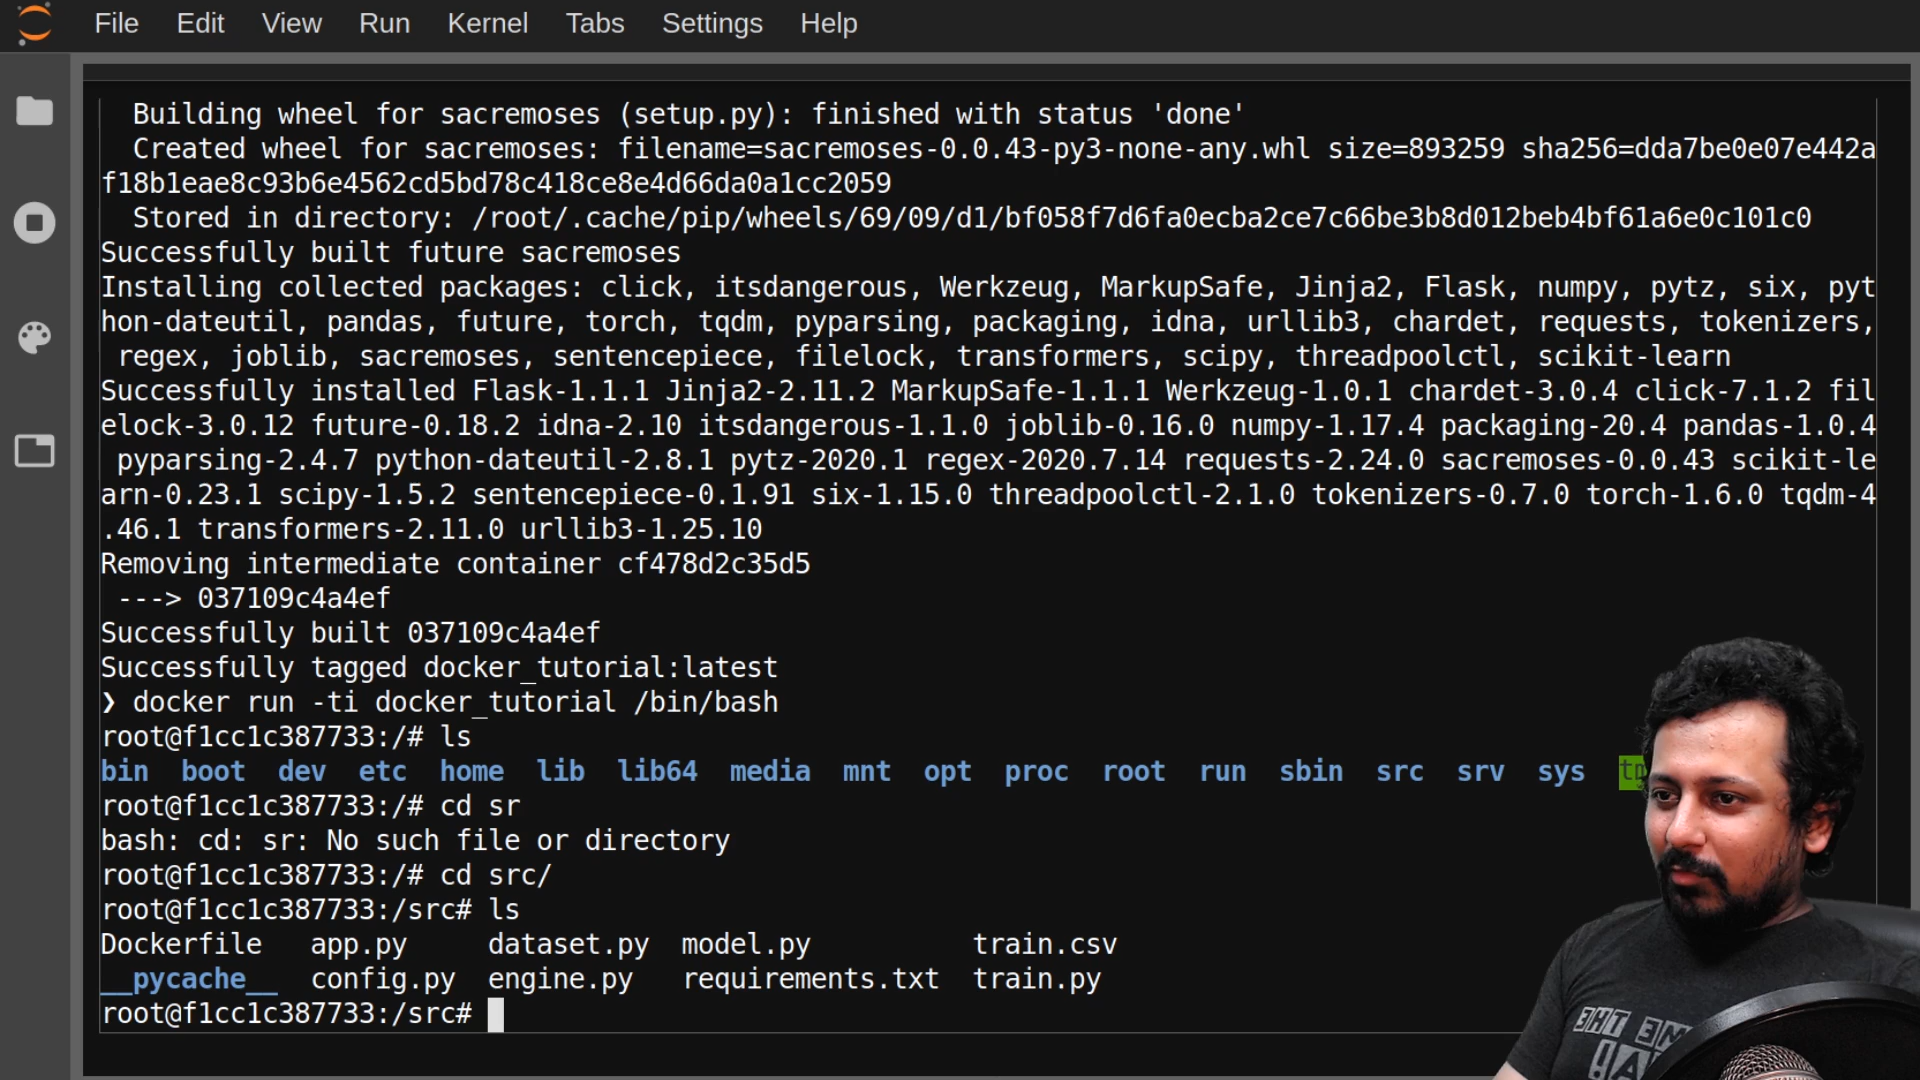 File Edit View Run Kernel Tabs Settings Help
Building wheel for sacremoses (setup.py): finished with status 'done'
Created wheel for sacremoses: filename=sacremoses-0.0.43-py3-none-any.whl size=893259 sha256=dda7be0e07e442a
f18b1eae8c93b6e4562cd5bd78c418ce8e4d66da0a1cc2059
Stored in directory: /root/.cache/pip/wheels/69/09/d1/bf058f7d6fa0ecba2ce7c66be3b8d012beb4bf61a6e0c101c0
Successfully built future sacremoses
Installing collected packages: click, itsdangerous, Werkzeug, MarkupSafe, Jinja2, Flask, numpy, pytz, six, pyt
hon-dateutil, pandas, future, torch, tqdm, pyparsing, packaging, idna, urllib3, chardet, requests, tokenizers,
regex, joblib, sacremoses, sentencepiece, filelock, transformers, scipy, threadpoolctl, scikit-learn
Successfully installed Flask-1.1.1 Jinja2-2.11.2 MarkupSafe-1.1.1 Werkzeug-1.0.1 chardet-3.0.4 click-7.1.2 fil
elock-3.0.12 future-0.18.2 idna-2.10 itsdangerous-1.1.0 joblib-0.16.0 numpy-1.17.4 packaging-20.4 pandas-1.0.4
pyparsing-2.4.7 python-dateutil-2.8.1 pytz-2020.1 regex-2020.7.14 requests-2.24.0 sacremoses-0.0.43 scikit-le
arn-0.23.1 scipy-1.5.2 sentencepiece-0.1.91 six-1.15.0 threadpoolctl-2.1.0 tokenizers-0.7.0 torch-1.6.0 tqdm-4
.46.1 transformers-2.11.0 urllib3-1.25.10
Removing intermediate container cf478d2c35d5
---> 037109c4a4ef
Successfully built 037109c4a4ef
Successfully tagged docker_tutorial:latest
❯ docker run -ti docker_tutorial /bin/bash
root@f1cc1c387733:/# ls
bin boot dev etc home lib lib64 media mnt opt proc root run sbin src srv sys
root@f1cc1c387733:/# cd sr
bash: cd: sr: No such file or directory
root@f1cc1c387733:/# cd src/
root@f1cc1c387733:/src# ls
Dockerfile app.py dataset.py model.py train.csv
__pycache__ config.py engine.py requirements.txt train.py
root@f1cc1c387733:/src#